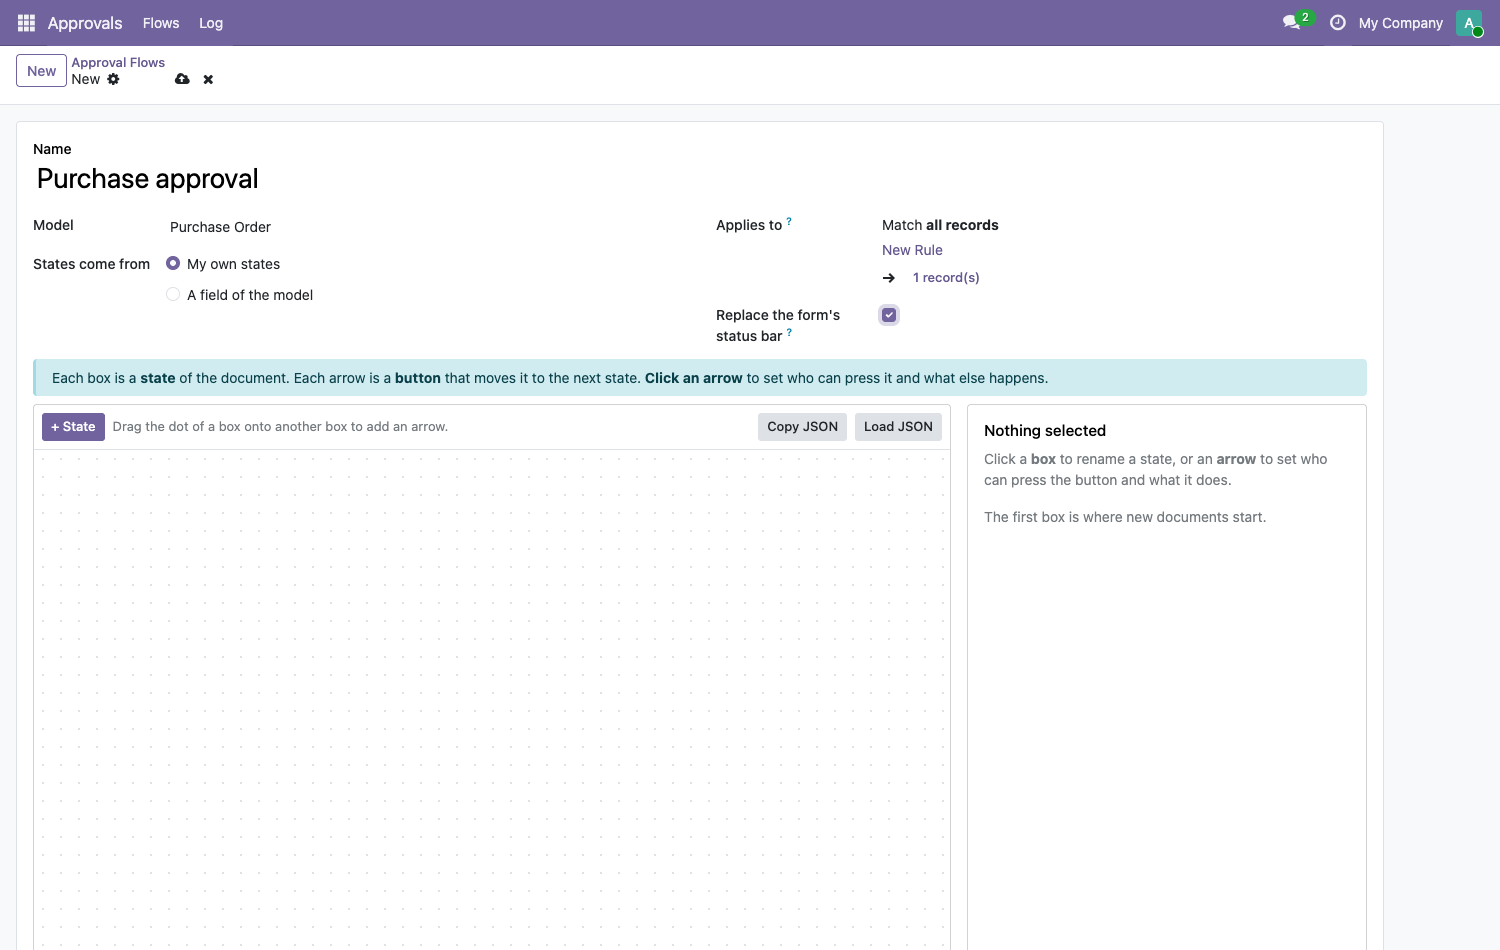 Approvals Flows Log 2 My Company A
New Approval Flows
New
Name
Purchase approval
Model Purchase Order
States come from My own states
A field of the model
Applies to ? Match all records
New Rule
1 record(s)
Replace the form's
status bar ?
Each box is a state of the document. Each arrow is a button that moves it to the next state. Click an arrow to set who can press it and what else happens.
+ State Drag the dot of a box onto another box to add an arrow. Copy JSON Load JSON
Nothing selected
Click a box to rename a state, or an arrow to set who
can press the button and what it does.
The first box is where new documents start.